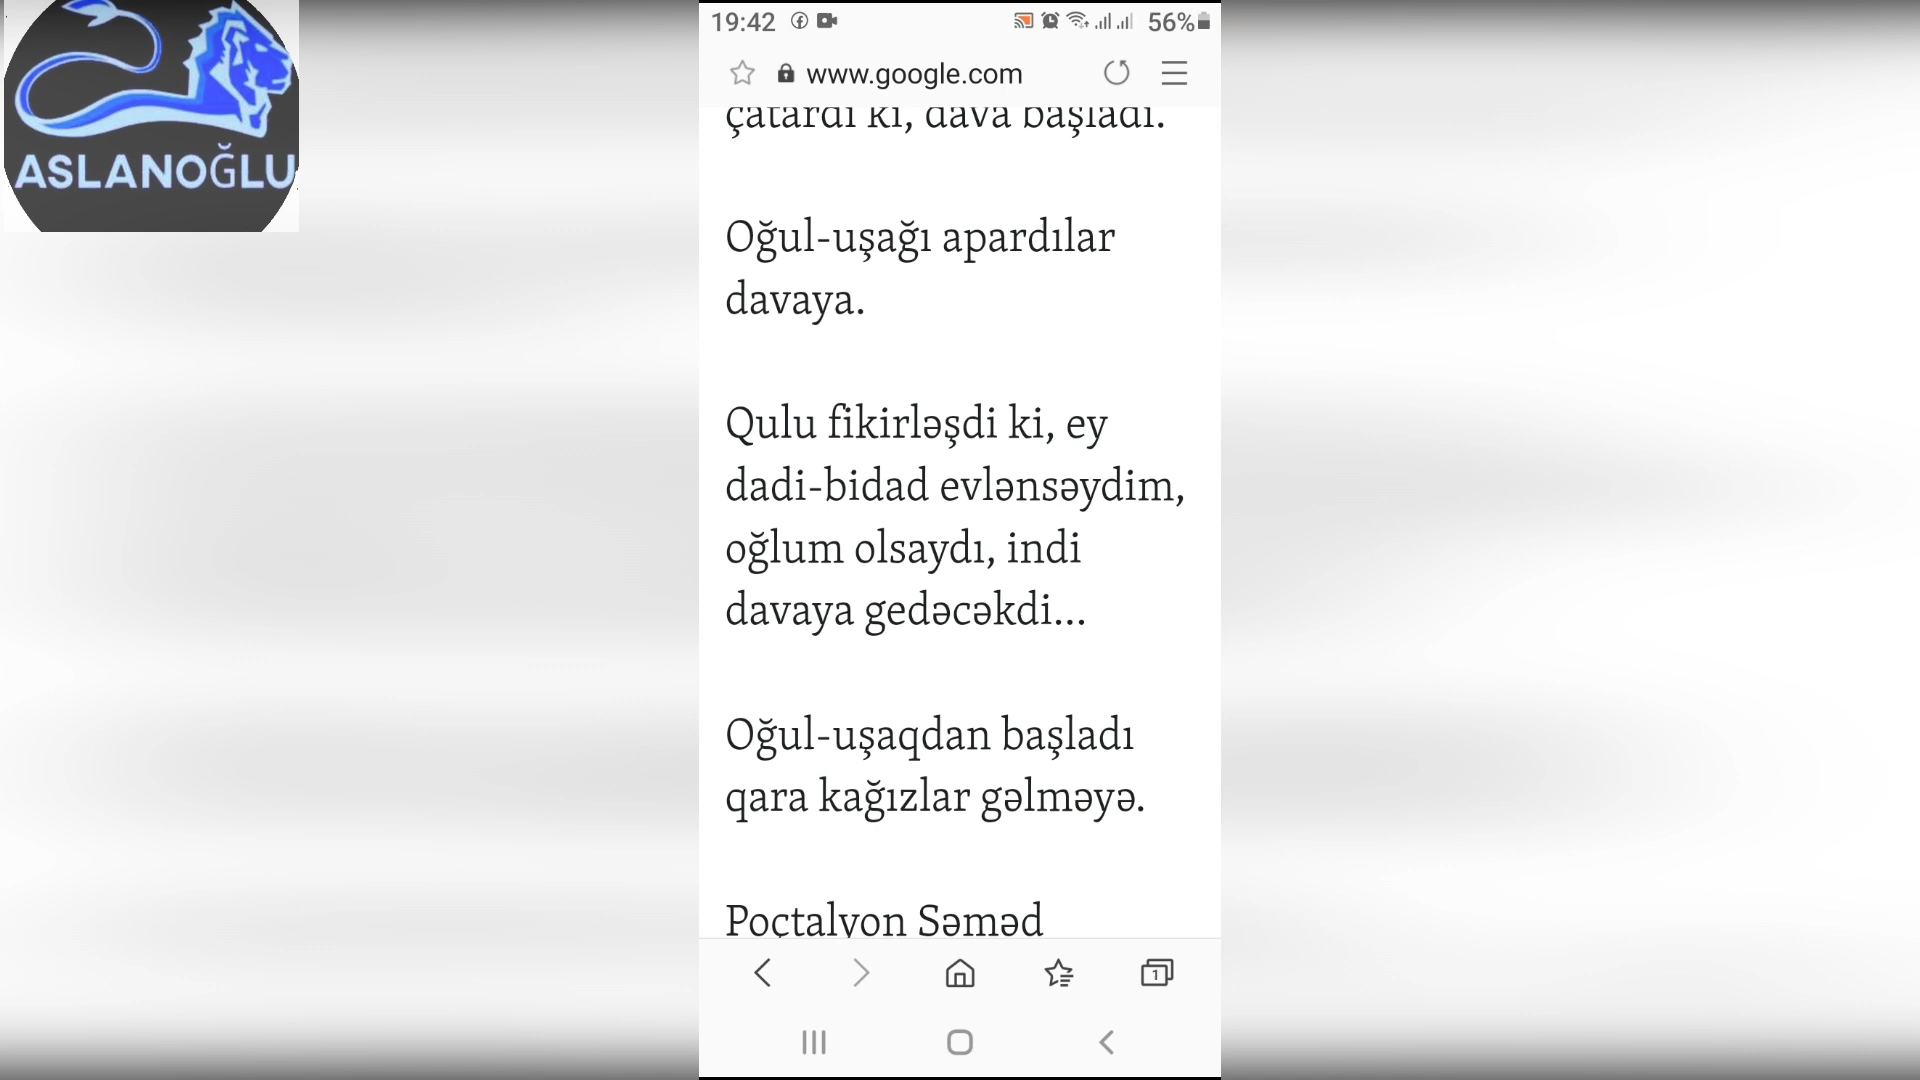 ASLANOĞLU
19:42
56%
www.google.com
çatardı ki, dava başladı.
Oğul-uşağı apardılar
davaya.
Qulu fikirləşdi ki, ey
dadi-bidad evlənsəydim,
oğlum olsaydı, indi
davaya gedəcəkdi...
Oğul-uşaqdan başladı
qara kağızlar gəlməyə.
Poçtalyon Səməd
1